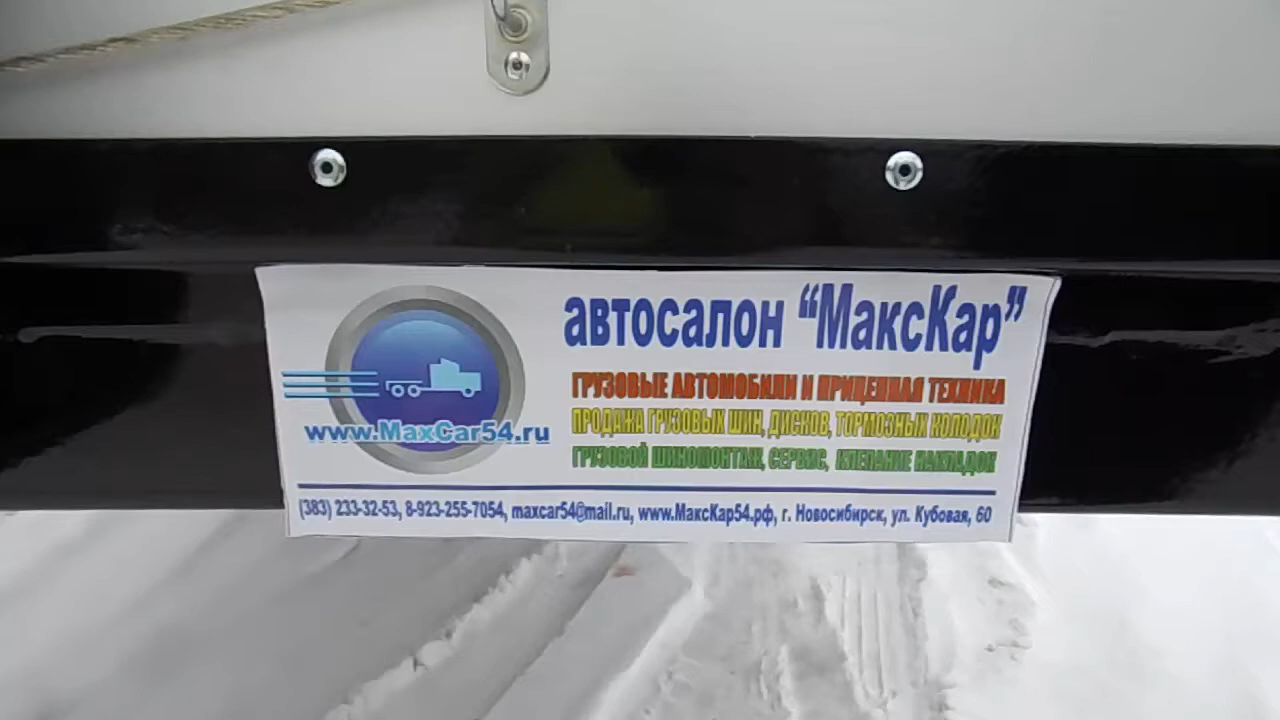 автосалон “МаксКар”
ГРУЗОВЫЕ АВТОМОБИЛИ И ПРИЦЕПНАЯ ТЕХНИКА
ПРОДАЖА ГРУЗОВЫХ ШИН, ДИСКОВ, ТОРМОЗНЫХ КОЛОДОК
www.MaxCar54.ru
ГРУЗОВОЙ ШИНОМОНТАЖ, СЕРВИС, КЛЕПАНИЕ НАКЛАДОК
(383) 233-32-53, 8-923-255-7054, maxcar54@mail.ru, www.МаксКар54.рф, г. Новосибирск, ул. Кубовая, 60